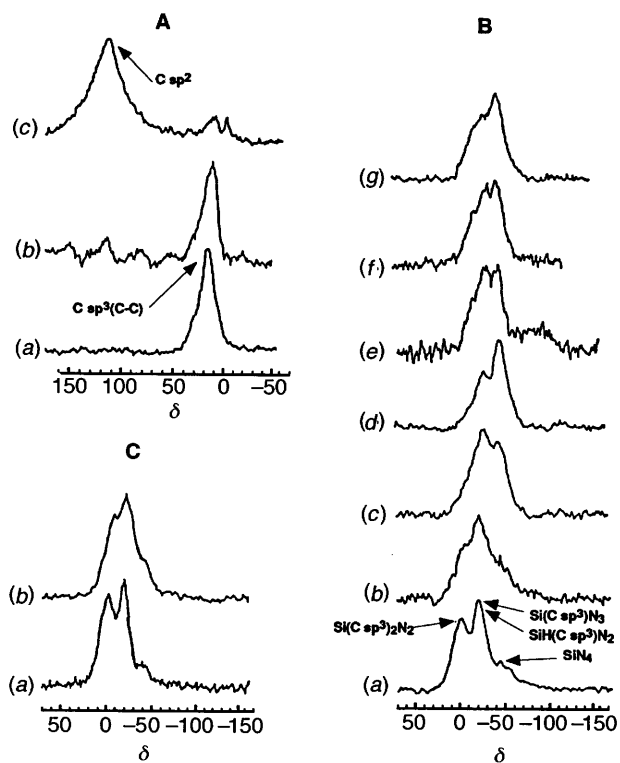 A
C sp²
(c)
(b)
C sp³(C-C)
(a)
150 100 50 0 −50
δ
B
(g)
(f·)
(e)
(d·)
(c)
(b)
Si(C sp³)₂N₂
Si(C sp³)N₃
SiH(C sp³)N₂
SiN₄
(a)
50 0 −50 −100 −150
δ
C
(b)
(a)
50 0 −50 −100 −150
δ